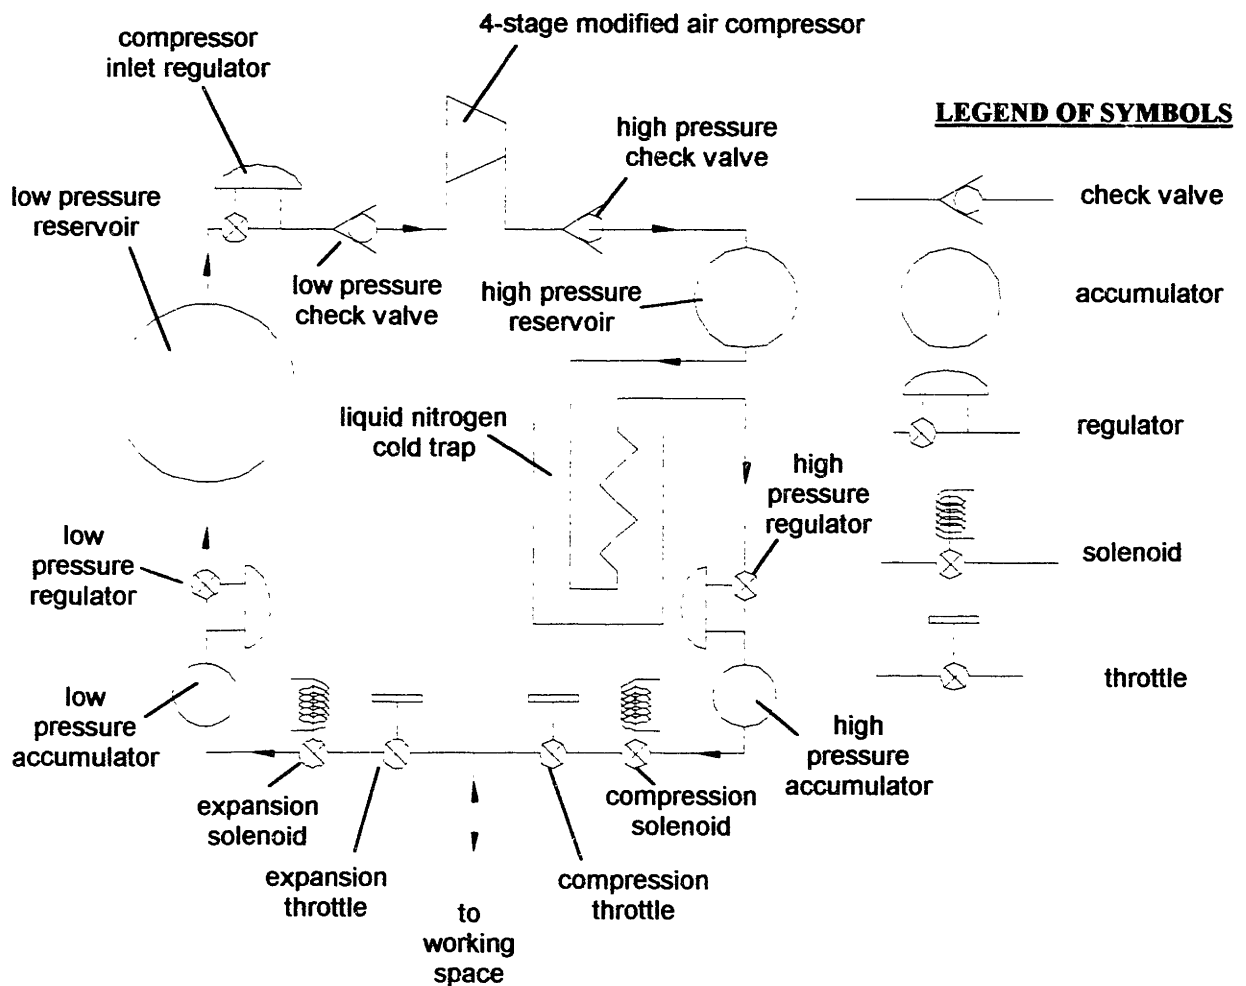 4-stage modified air compressor
compressor
inlet regulator
LEGEND OF SYMBOLS
high pressure
check valve
low pressure
reservoir
check valve
low pressure
check valve
high pressure
reservoir
accumulator
liquid nitrogen
cold trap
regulator
high
pressure
regulator
low
pressure
regulator
solenoid
throttle
low
pressure
accumulator
high
pressure
accumulator
expansion
solenoid
compression
solenoid
expansion
throttle
compression
throttle
to
working
space